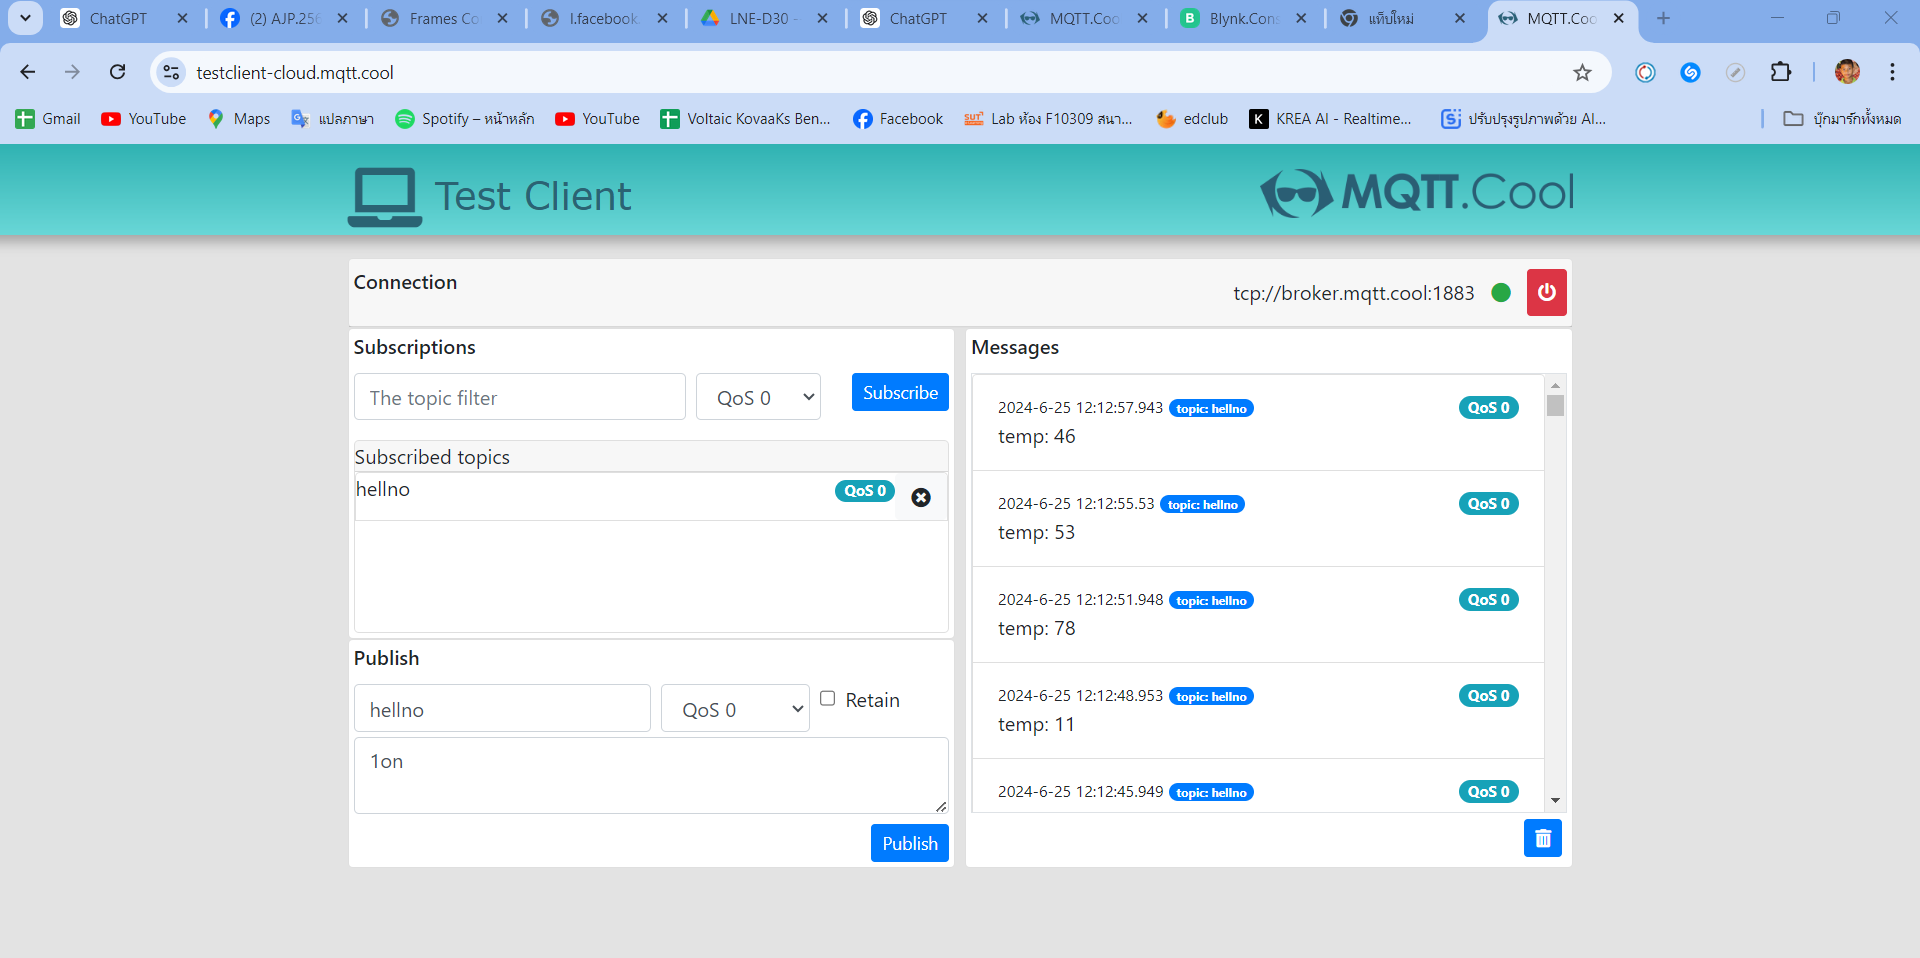 ChatGPT
(2) AJP.256
Frames Co
l.facebook.
LNE-D30 -
ChatGPT
MQTT.Coo
Blynk.Cons
แท็บใหม่
MQTT.Coo
testclient-cloud.mqtt.cool
Gmail
YouTube
Maps
แปลภาษา
Spotify – หน้าหลัก
YouTube
Voltaic KovaaKs Ben...
Facebook
SUT
Lab ห้อง F10309 สนา...
edclub
K
KREA AI - Realtime...
ปรับปรุงรูปภาพด้วย AI...
บุ๊กมาร์กทั้งหมด
Test Client
MQTT.Cool
Connection
tcp://broker.mqtt.cool:1883
Subscriptions
The topic filter
QoS 0
Subscribe
Subscribed topics
hellno
QoS 0
Publish
hellno
QoS 0
Retain
1on
Publish
Messages
2024-6-25 12:12:57.943 topic: hellno QoS 0
temp: 46
2024-6-25 12:12:55.53 topic: hellno QoS 0
temp: 53
2024-6-25 12:12:51.948 topic: hellno QoS 0
temp: 78
2024-6-25 12:12:48.953 topic: hellno QoS 0
temp: 11
2024-6-25 12:12:45.949 topic: hellno QoS 0